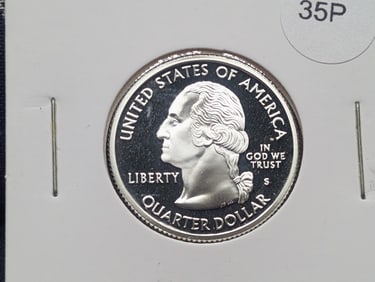 35P
UNITED STATES OF AMERICA
LIBERTY
IN
GOD WE
TRUST
S
QUARTER DOLLAR